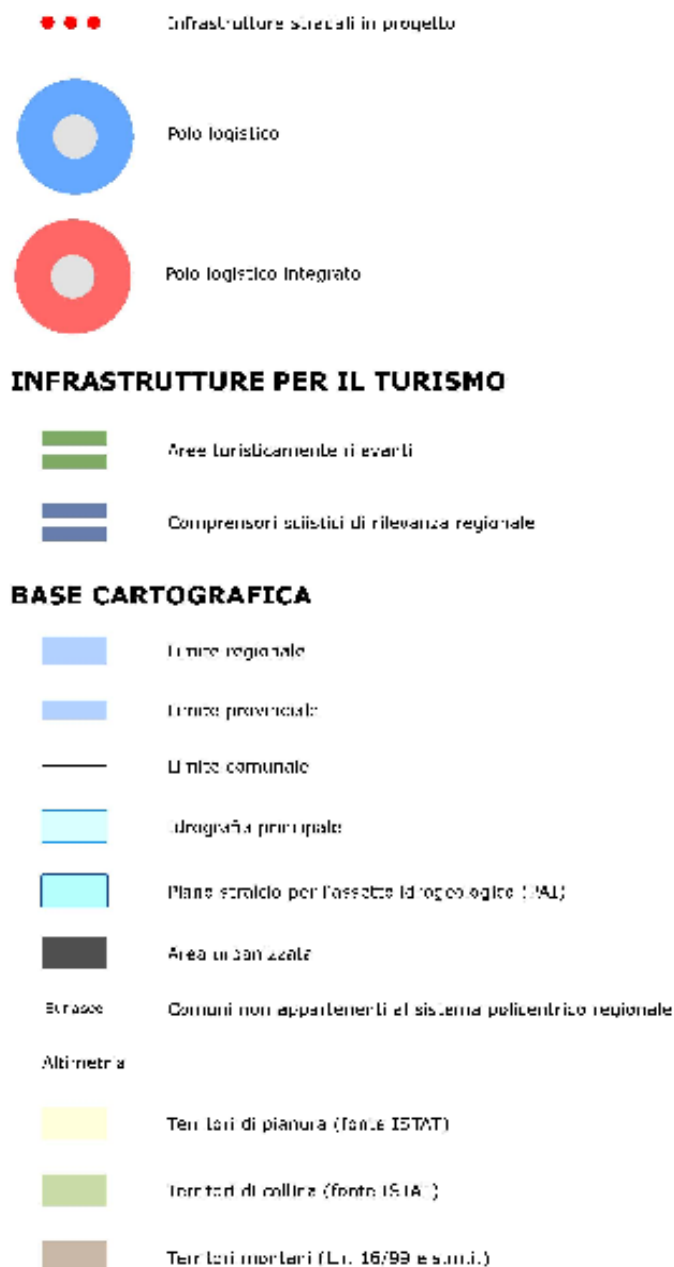 Infrastrutture stradali in progetto
Polo logistico
Polo logistico integrato
INFRASTRUTTURE PER IL TURISMO
Aree turisticamente rilevanti
Comprensori sciistici di rilevanza regionale
BASE CARTOGRAFICA
Limite regionale
Limite provinciale
Limite comunale
Idrografia principale
Piano stralcio per l'assetto idrogeologico (PAI)
Area urbanizzata
Comuni non appartenenti al sistema policentrico regionale
Altimetria
Territori di pianura (fonte ISTAT)
Territori di collina (fonte ISTAT)
Territori montani (L.r. 16/99 e s.m.i.)